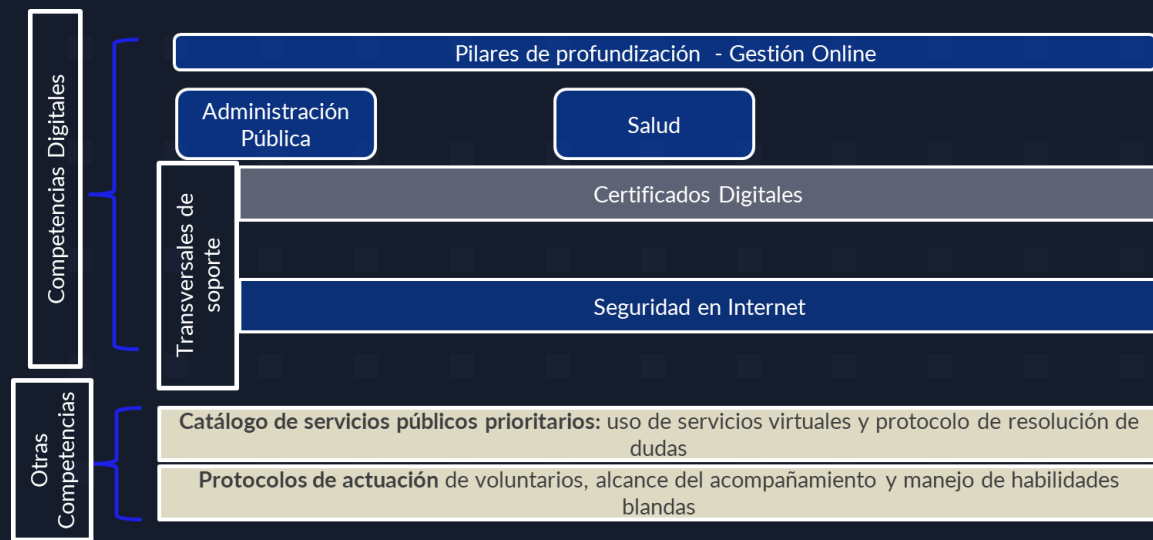 Competencias Digitales
Pilares de profundización - Gestión Online
Administración
Pública
Salud
Transversales de
soporte
Certificados Digitales
Seguridad en Internet
Otras
Competencias
Catálogo de servicios públicos prioritarios: uso de servicios virtuales y protocolo de resolución de
dudas
Protocolos de actuación de voluntarios, alcance del acompañamiento y manejo de habilidades
blandas